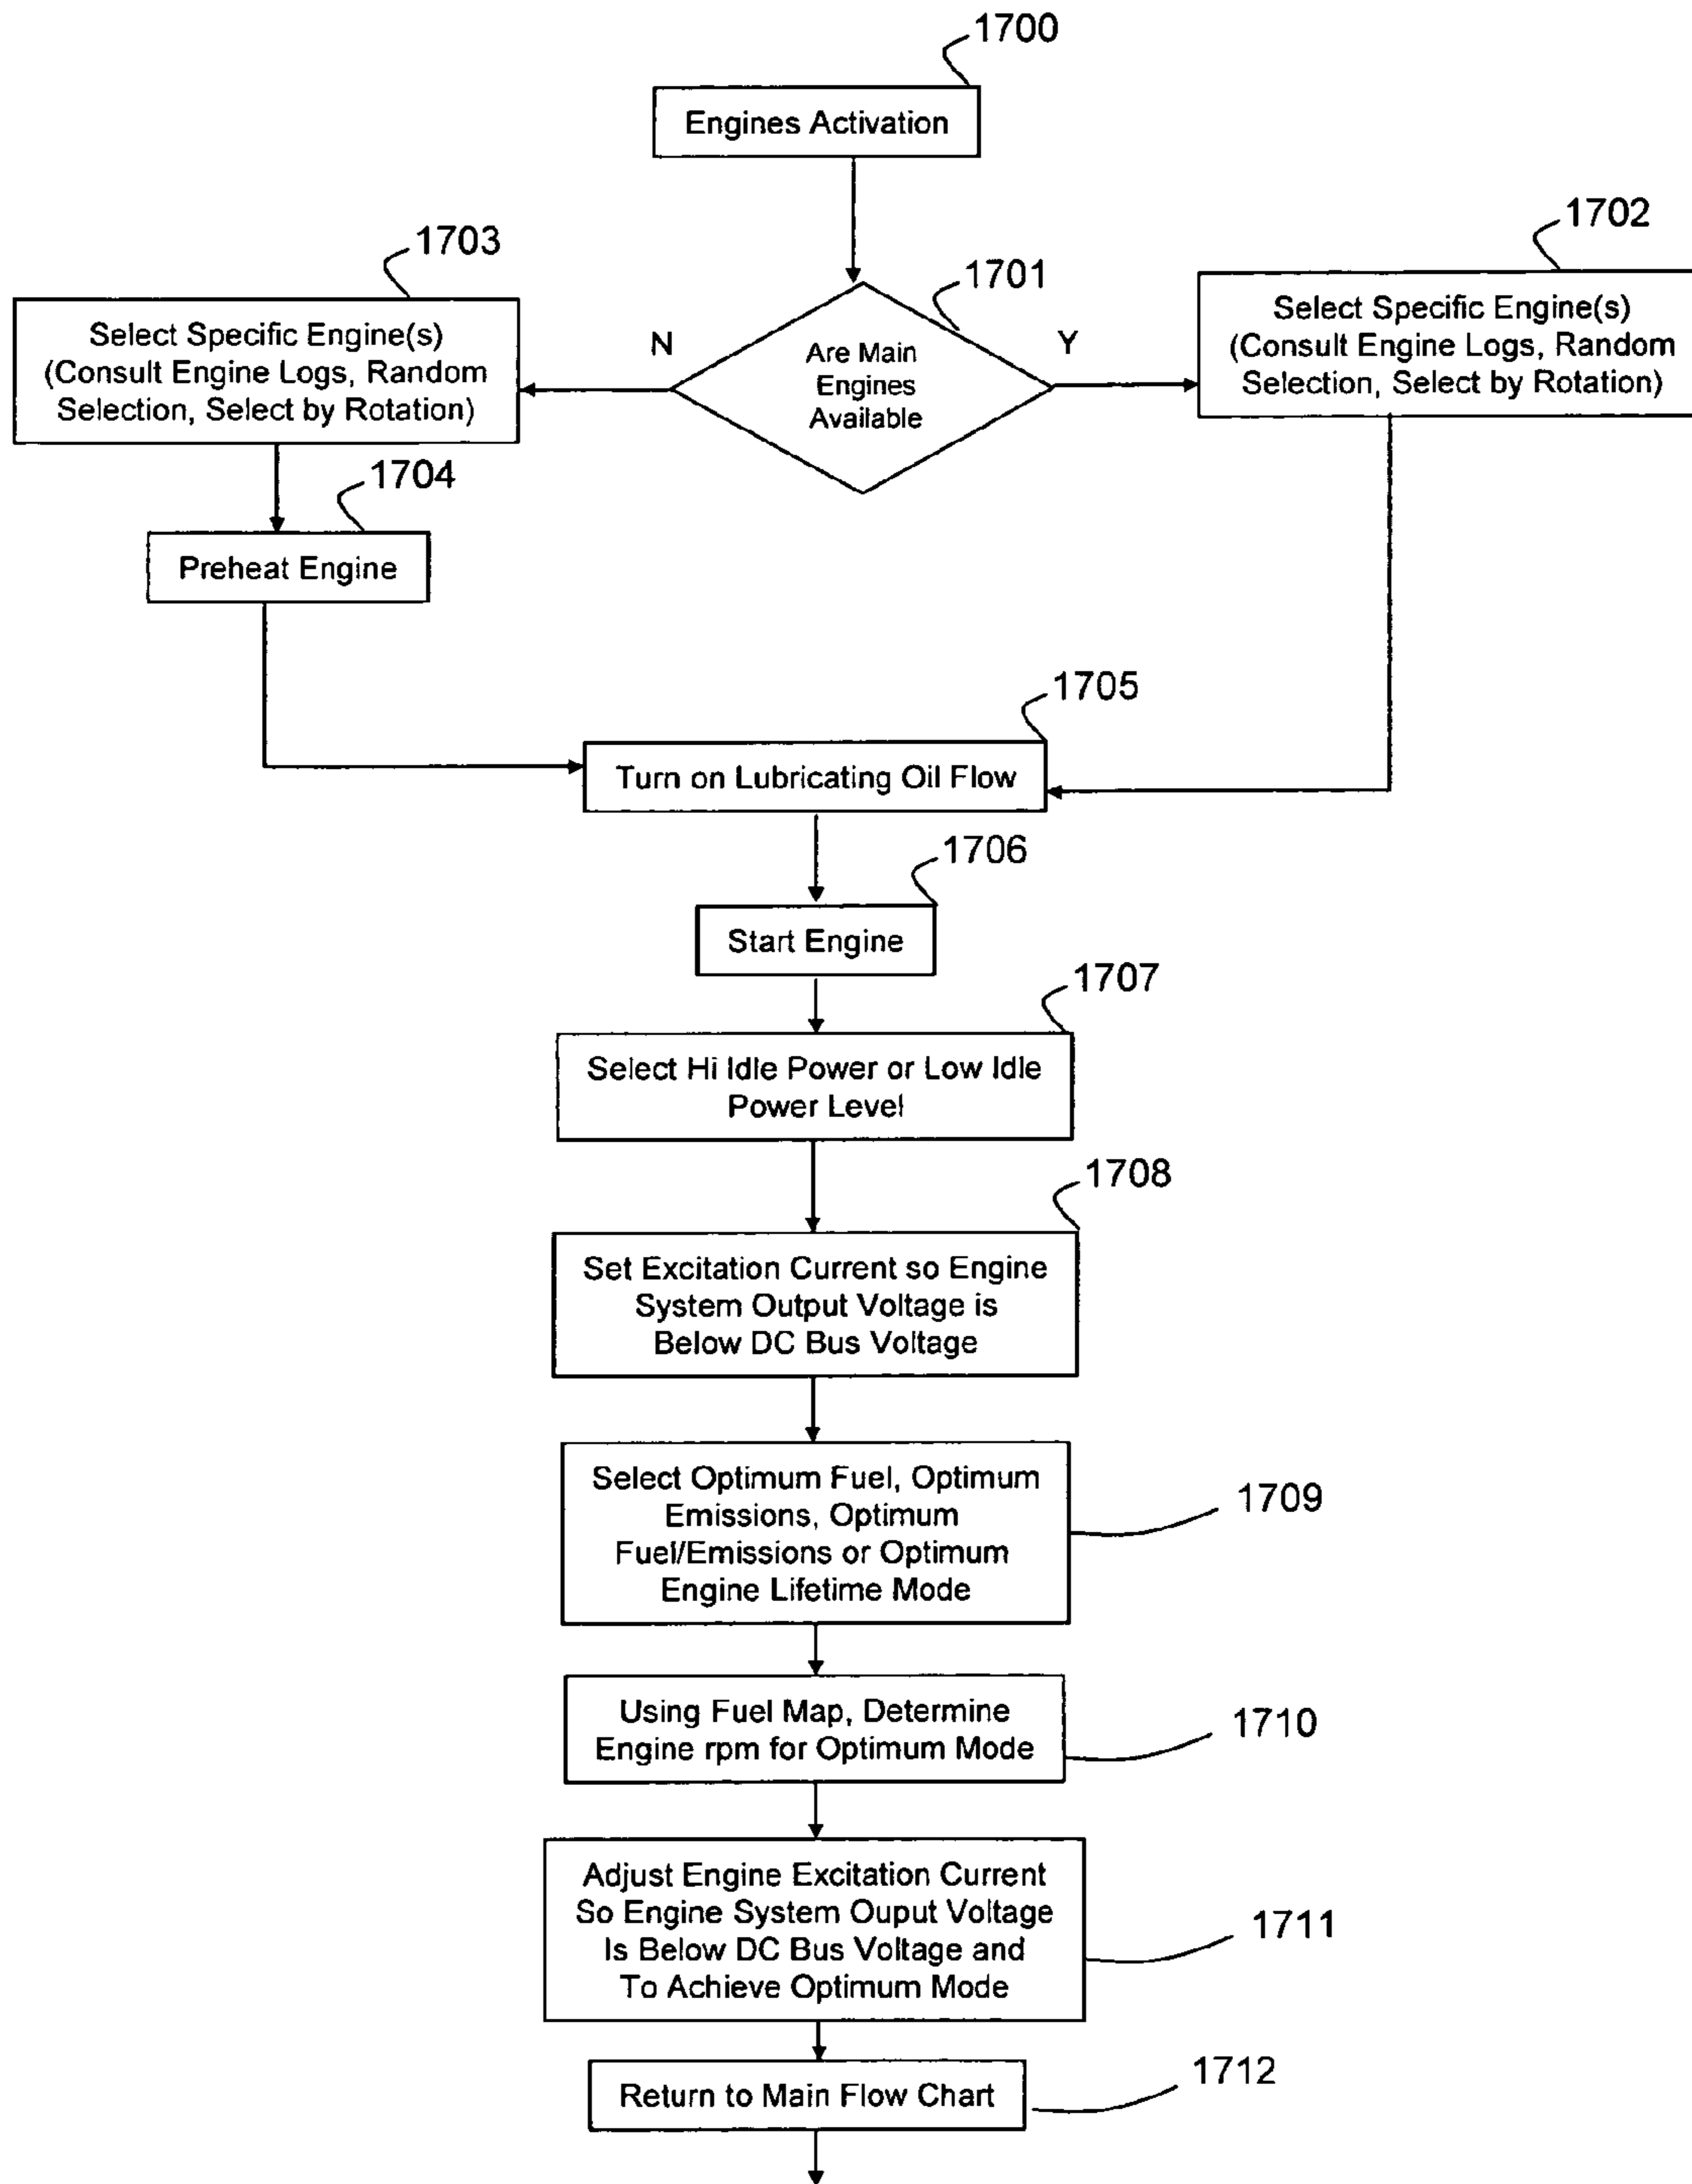 1700
Engines Activation
1703
1702
1701
Select Specific Engine(s)
(Consult Engine Logs, Random
Selection, Select by Rotation)
N
Are Main
Engines
Available
Y
Select Specific Engine(s)
(Consult Engine Logs, Random
Selection, Select by Rotation)
1704
Preheat Engine
1705
Turn on Lubricating Oil Flow
1706
Start Engine
1707
Select Hi Idle Power or Low Idle
Power Level
1708
Set Excitation Current so Engine
System Output Voltage is
Below DC Bus Voltage
Select Optimum Fuel, Optimum
Emissions, Optimum
Fuel/Emissions or Optimum
Engine Lifetime Mode
1709
Using Fuel Map, Determine
Engine rpm for Optimum Mode
1710
Adjust Engine Excitation Current
So Engine System Ouput Voltage
Is Below DC Bus Voltage and
To Achieve Optimum Mode
1711
Return to Main Flow Chart
1712